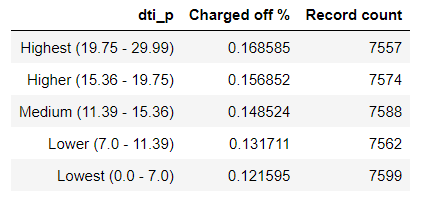 dti_p Charged off % Record count
Highest (19.75 - 29.99) 0.168585 7557
Higher (15.36 - 19.75) 0.156852 7574
Medium (11.39 - 15.36) 0.148524 7588
Lower (7.0 - 11.39) 0.131711 7562
Lowest (0.0 - 7.0) 0.121595 7599